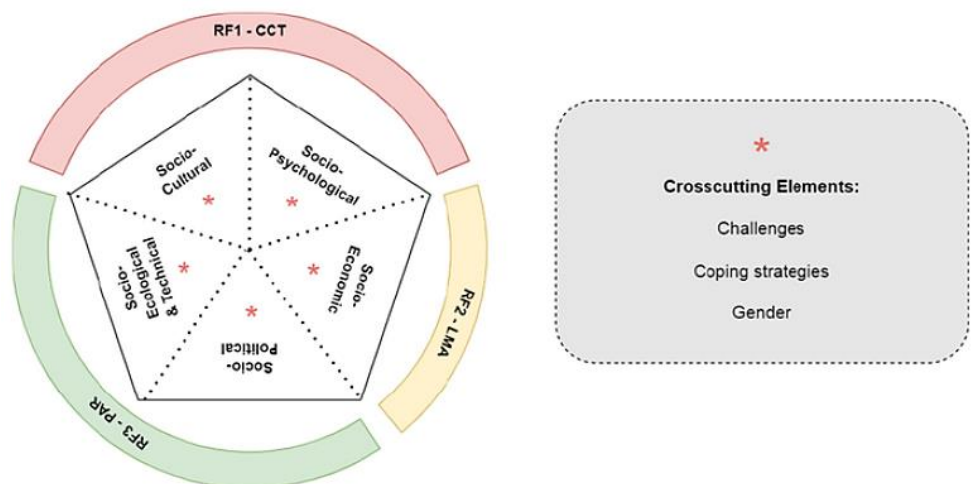 RF1 - CCT
Socio-
Cultural
*
Socio-
Psychological
*
Socio-
Ecological
& Technical
*
Socio-
Economic
*
Socio-
Political
*
RF2 - LMA
RF3 - PAR
*
Crosscutting Elements:
Challenges
Coping strategies
Gender